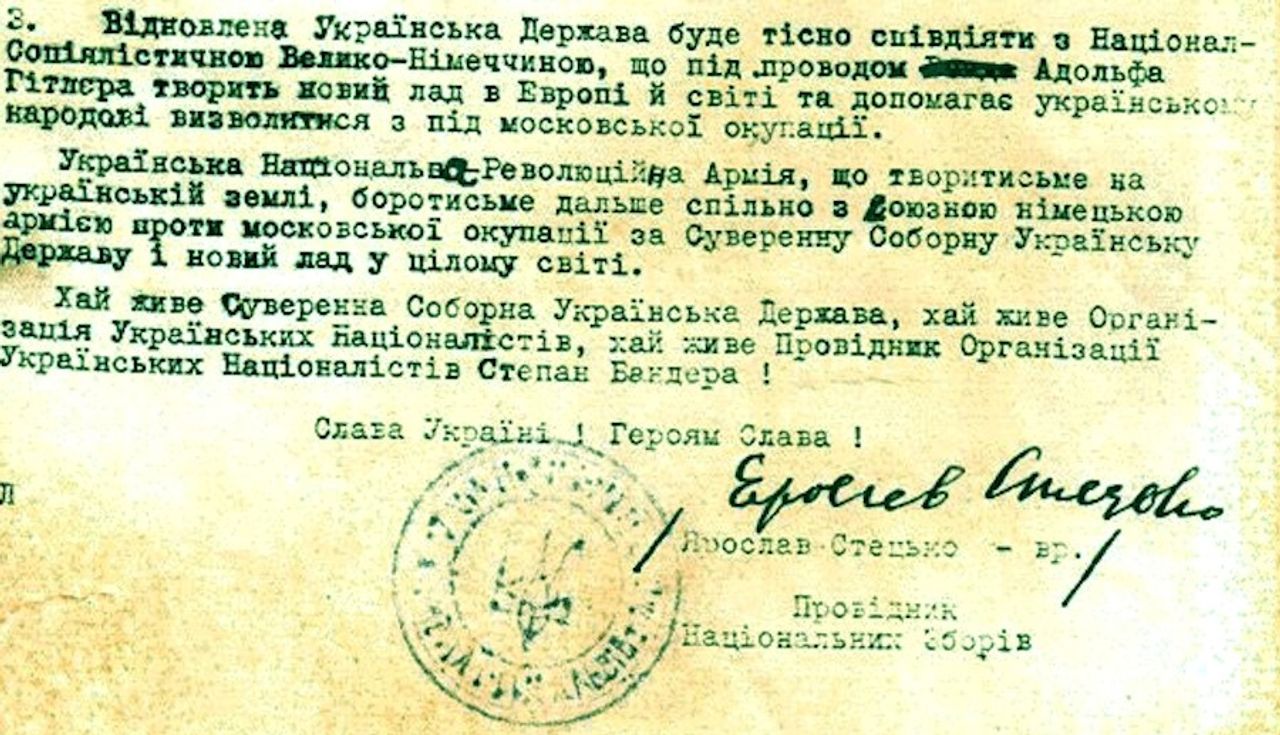 3. Відновлена Українська Держава буде тісно співдіяти з Націонал-
Соціялістичною Велико-Німеччиною, що під проводом Адольфа
Гітлєра творить новий лад в Европі й світі та допомагає українському
народові визволитися з під московської окупації.
Українська Національна-Революційна Армія, що творитисьме на
українській землі, боротисьме дальше спільно з Союзною німецькою
армією проти московської окупації за Суверенну Соборну Українську
Державу і новий лад у цілому світі.
Хай живе Суверенна Соборна Українська Держава, хай живе Органі-
зація Українських Націоналістів, хай живе Провідник Організації
Українських Націоналістів Степан Бандера !
Слава Україні ! Героям Слава !
Л
Ярослав Стецько
/Ярослав Стецько - вр./
Провідник
Національних Зборів